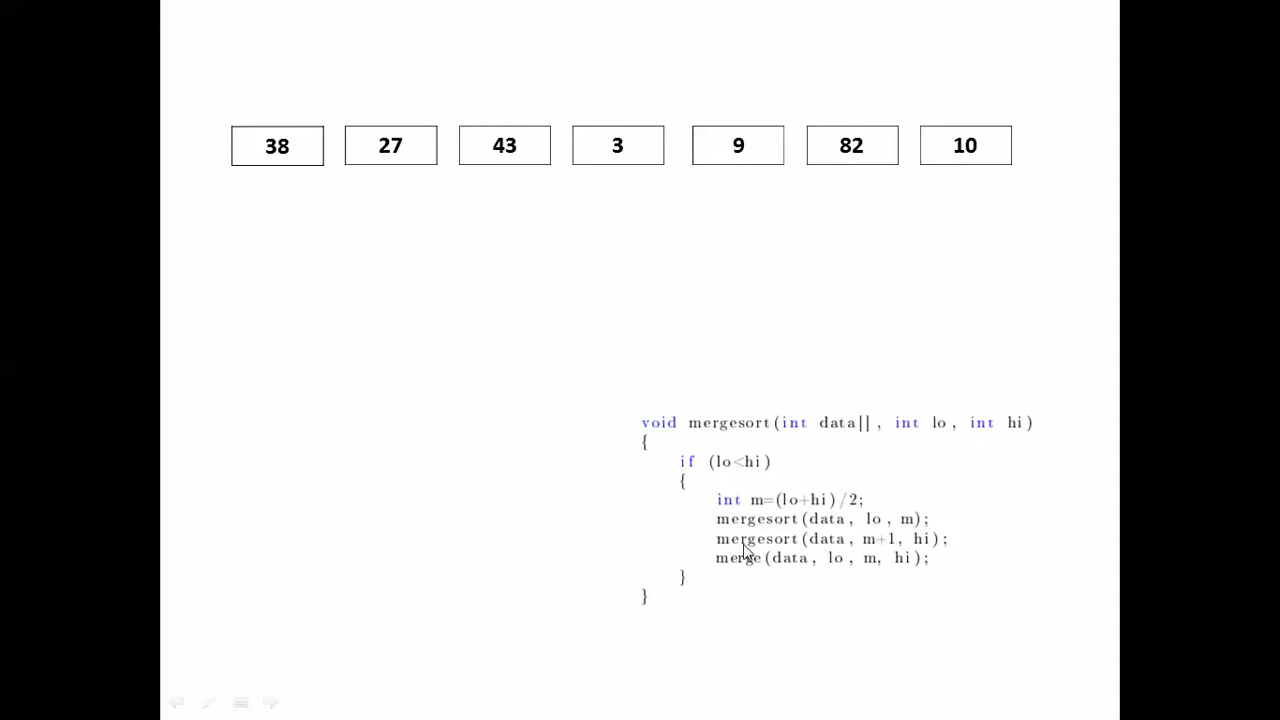 38 27 43 3 9 82 10
void mergesort(int data[], int lo, int hi)
{
if (lo<hi)
{
int m=(lo+hi)/2;
mergesort(data, lo, m);
mergesort(data, m+1, hi);
merge(data, lo, m, hi);
}
}